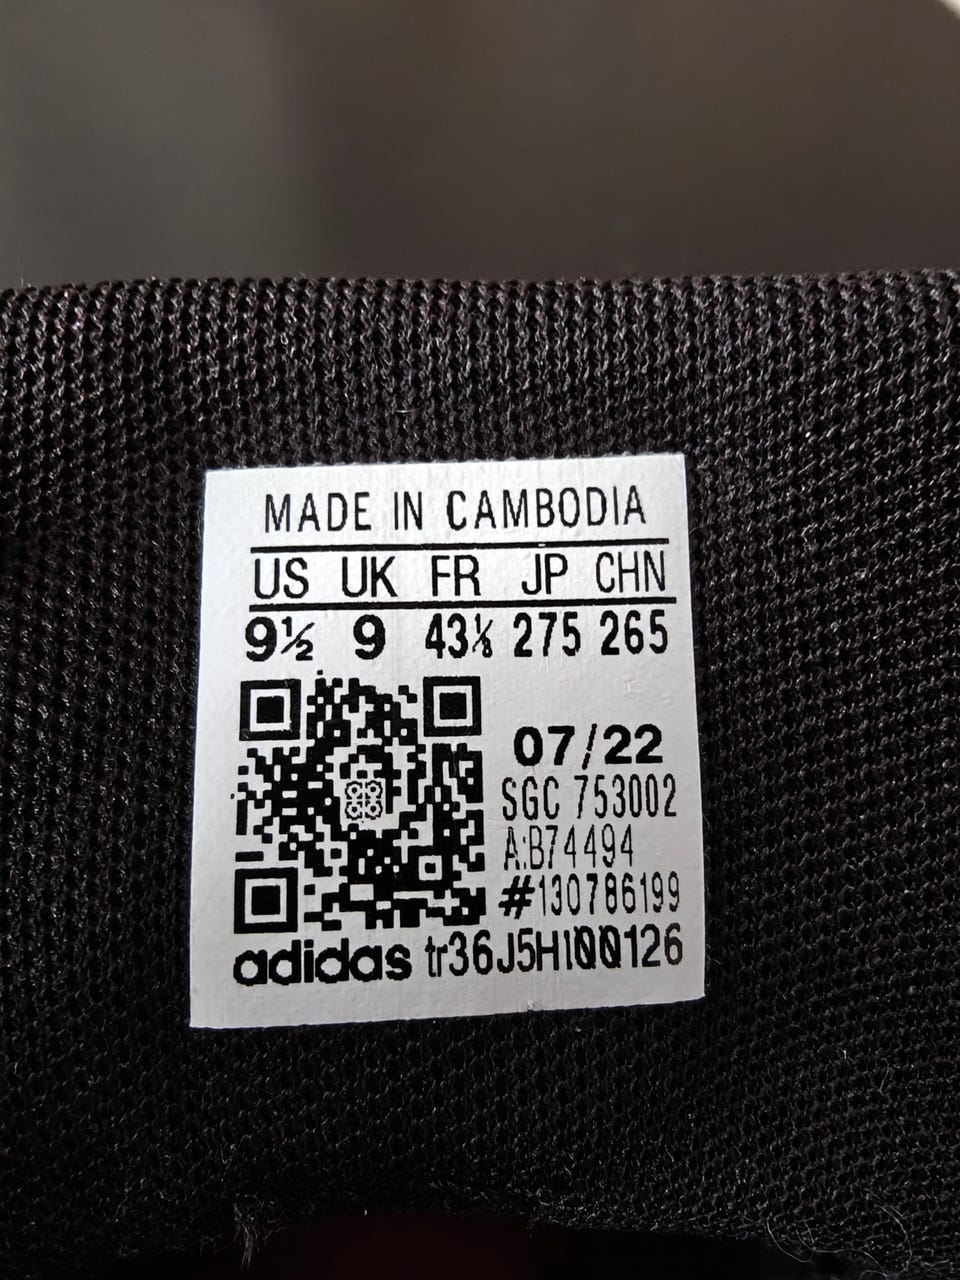 MADE IN CAMBODIA
US UK FR JP CHN
9½ 9 43⅓ 275 265
07/22
SGC 753002
A:B74494
#130786199
adidas tr36J5H100126